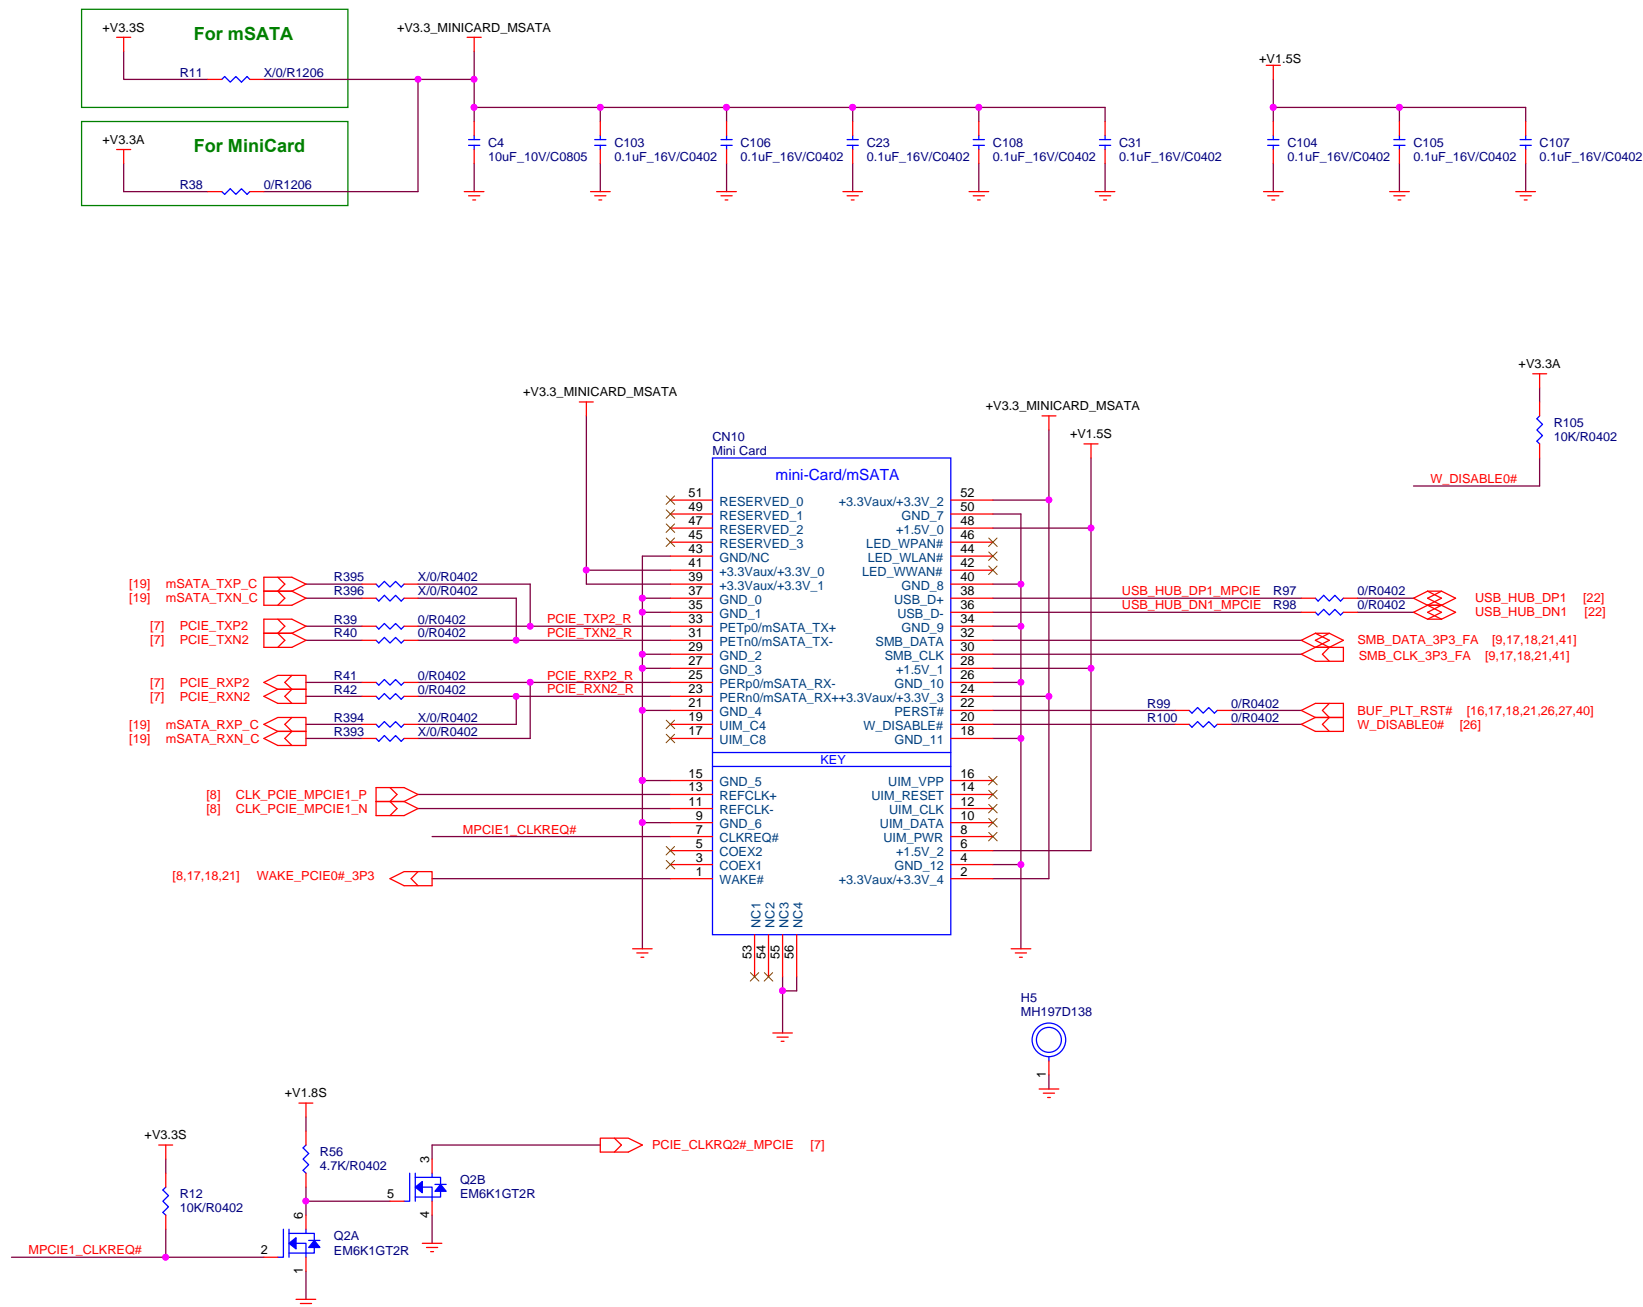 +V3.3S
For mSATA
R11
X/0/R1206
+V3.3A
For MiniCard
R38
0/R1206
+V3.3_MINICARD_MSATA
C4
10uF_10V/C0805
C103
0.1uF_16V/C0402
C106
0.1uF_16V/C0402
C23
0.1uF_16V/C0402
C108
0.1uF_16V/C0402
C31
0.1uF_16V/C0402
+V1.5S
C104
0.1uF_16V/C0402
C105
0.1uF_16V/C0402
C107
0.1uF_16V/C0402
+V3.3A
R105
10K/R0402
W_DISABLE0#
+V3.3_MINICARD_MSATA
+V3.3_MINICARD_MSATA
+V1.5S
CN10
Mini Card
mini-Card/mSATA
51 RESERVED_0
49 RESERVED_1
47 RESERVED_2
45 RESERVED_3
43 GND/NC
41 +3.3Vaux/+3.3V_0
39 +3.3Vaux/+3.3V_1
37 GND_0
35 GND_1
33 PETp0/mSATA_TX+
31 PETn0/mSATA_TX-
29 GND_2
27 GND_3
25 PERp0/mSATA_RX-
23 PERn0/mSATA_RX+
21 GND_4
19 UIM_C4
17 UIM_C8
KEY
15 GND_5
13 REFCLK+
11 REFCLK-
9 GND_6
7 CLKREQ#
5 COEX2
3 COEX1
1 WAKE#
+3.3Vaux/+3.3V_2 52
GND_7 50
+1.5V_0 48
LED_WPAN# 46
LED_WLAN# 44
LED_WWAN# 42
GND_8 40
USB_D+ 38
USB_D- 36
GND_9 34
SMB_DATA 32
SMB_CLK 30
+1.5V_1 28
GND_10 26
+3.3Vaux/+3.3V_3 24
PERST# 22
W_DISABLE# 20
GND_11 18
UIM_VPP 16
UIM_RESET 14
UIM_CLK 12
UIM_DATA 10
UIM_PWR 8
+1.5V_2 6
GND_12 4
+3.3Vaux/+3.3V_4 2
NC1
NC2
NC3
NC4
53
54
55
56
[19] mSATA_TXP_C R395 X/0/R0402
[19] mSATA_TXN_C R396 X/0/R0402
[7] PCIE_TXP2 R39 0/R0402 PCIE_TXP2_R
[7] PCIE_TXN2 R40 0/R0402 PCIE_TXN2_R
[7] PCIE_RXP2 R41 0/R0402 PCIE_RXP2_R
[7] PCIE_RXN2 R42 0/R0402 PCIE_RXN2_R
[19] mSATA_RXP_C R394 X/0/R0402
[19] mSATA_RXN_C R393 X/0/R0402
[8] CLK_PCIE_MPCIE1_P
[8] CLK_PCIE_MPCIE1_N
MPCIE1_CLKREQ#
[8,17,18,21] WAKE_PCIE0#_3P3
USB_HUB_DP1_MPCIE R97 0/R0402 USB_HUB_DP1 [22]
USB_HUB_DN1_MPCIE R98 0/R0402 USB_HUB_DN1 [22]
SMB_DATA_3P3_FA [9,17,18,21,41]
SMB_CLK_3P3_FA [9,17,18,21,41]
R99 0/R0402 BUF_PLT_RST# [16,17,18,21,26,27,40]
R100 0/R0402 W_DISABLE0# [26]
H5
MH197D138
1
+V1.8S
+V3.3S
R56
4.7K/R0402
R12
10K/R0402
3
PCIE_CLKRQ2#_MPCIE [7]
Q2B
EM6K1GT2R
5
4
6
Q2A
EM6K1GT2R
MPCIE1_CLKREQ#
2
1